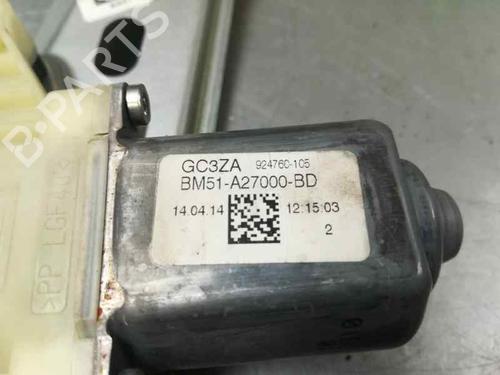 B-PARTS
GC3ZA 924760-105
BM51-A27000-BD
14.04.14 12:15:03
2